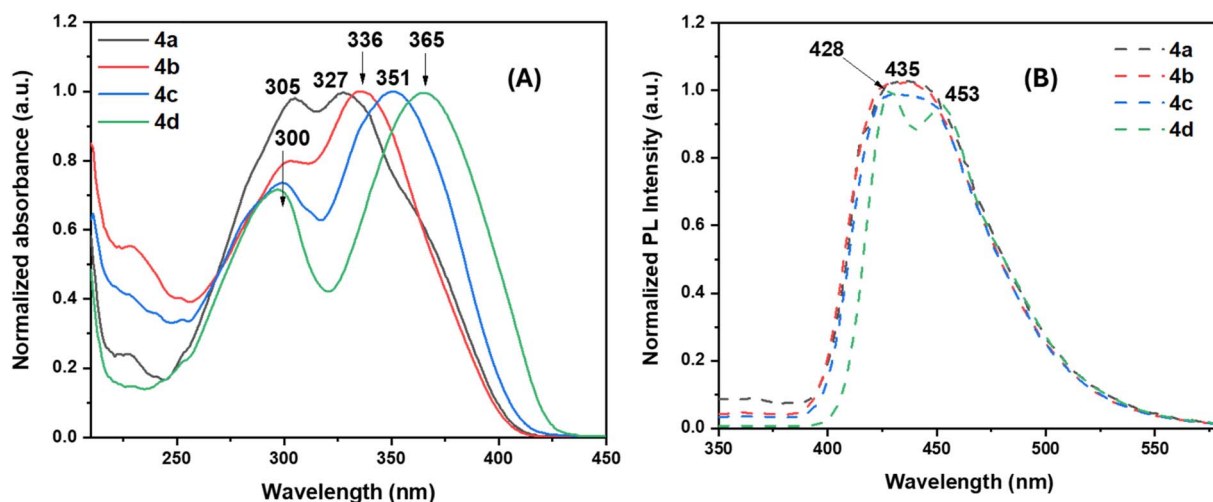 1.2
1.0
0.8
0.6
0.4
0.2
0.0
Normalized absorbance (a.u.)
4a
4b
4c
4d
305
327
336
351
365
300
(A)
250
300
350
400
450
Wavelength (nm)
1.2
1.0
0.8
0.6
0.4
0.2
0.0
Normalized PL Intensity (a.u.)
428
435
453
(B)
4a
4b
4c
4d
350
400
450
500
550
Wavelength (nm)